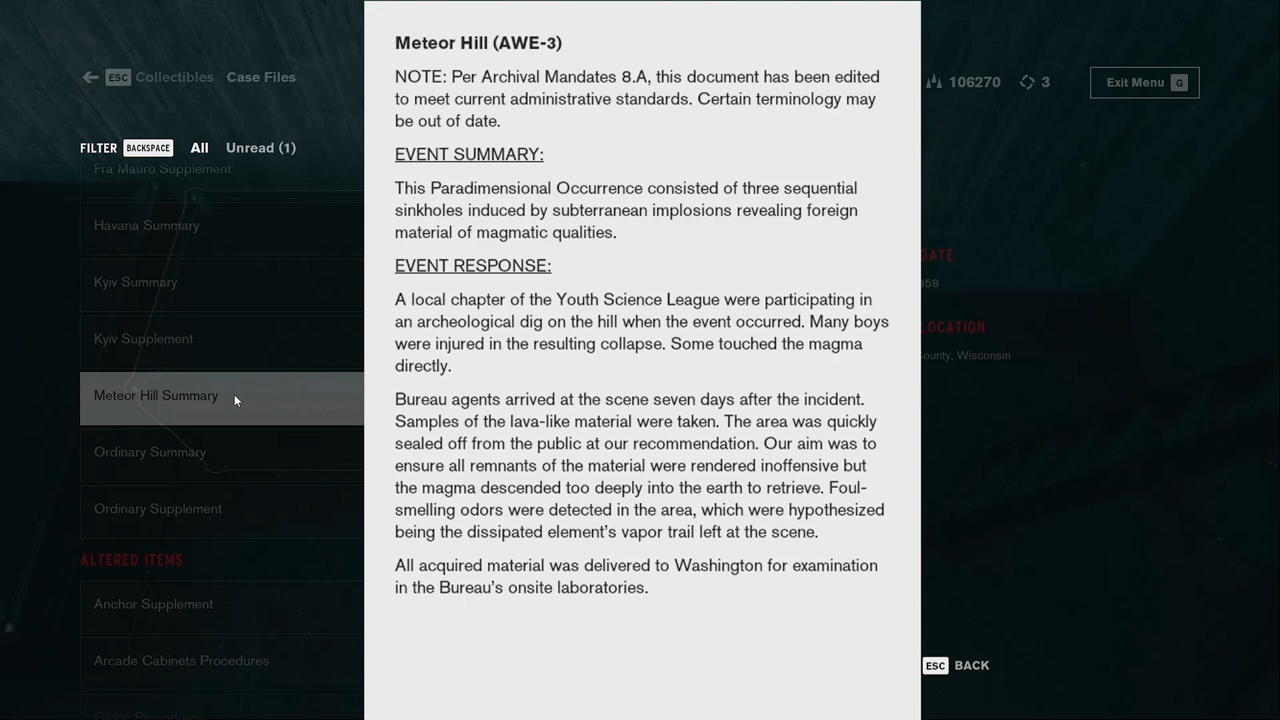 Meteor Hill (AWE-3)
NOTE: Per Archival Mandates 8.A, this document has been edited
to meet current administrative standards. Certain terminology may
be out of date.
EVENT SUMMARY:
This Paradimensional Occurrence consisted of three sequential
sinkholes induced by subterranean implosions revealing foreign
material of magmatic qualities.
EVENT RESPONSE:
A local chapter of the Youth Science League were participating in
an archeological dig on the hill when the event occurred. Many boys
were injured in the resulting collapse. Some touched the magma
directly.
Bureau agents arrived at the scene seven days after the incident.
Samples of the lava-like material were taken. The area was quickly
sealed off from the public at our recommendation. Our aim was to
ensure all remnants of the material were rendered inoffensive but
the magma descended too deeply into the earth to retrieve. Foul-
smelling odors were detected in the area, which were hypothesized
being the dissipated element's vapor trail left at the scene.
All acquired material was delivered to Washington for examination
in the Bureau's onsite laboratories.
ESC Collectibles Case Files
FILTER BACKSPACE All Unread (1)
Fra Mauro Supplement
Havana Summary
Kyiv Summary
Kyiv Supplement
Meteor Hill Summary
Ordinary Summary
Ordinary Supplement
ALTERED ITEMS
Anchor Supplement
Arcade Cabinets Procedures
Globe Procedures
106270 3
Exit Menu G
DATE
958
LOCATION
County, Wisconsin
ESC BACK